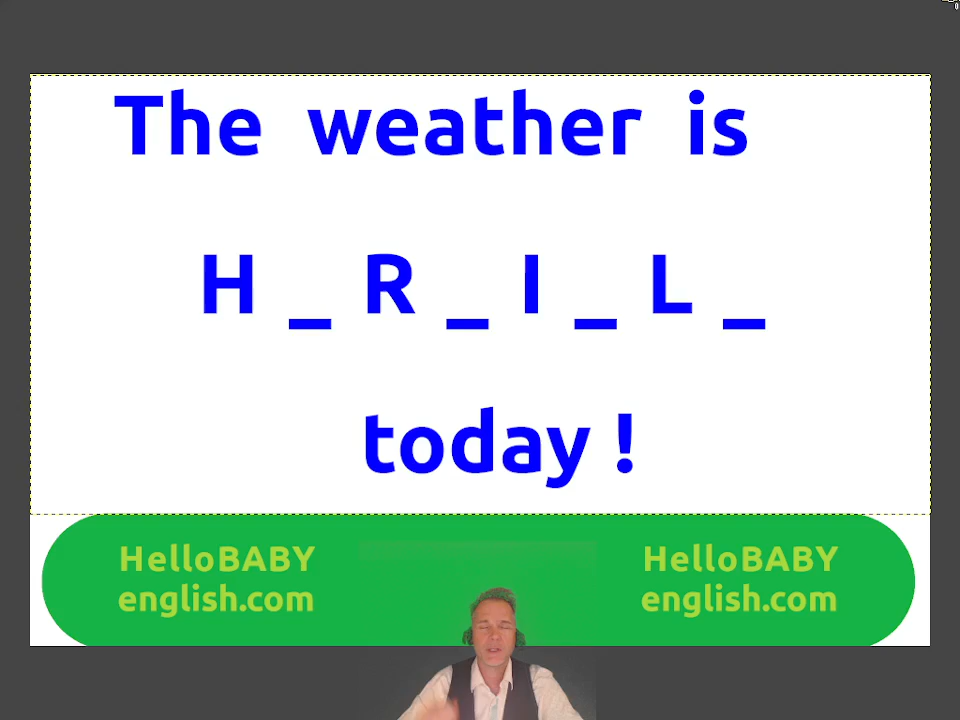 The weather is
H _ R _ I _ L _
today !
HelloBABY
english.com
HelloBABY
english.com